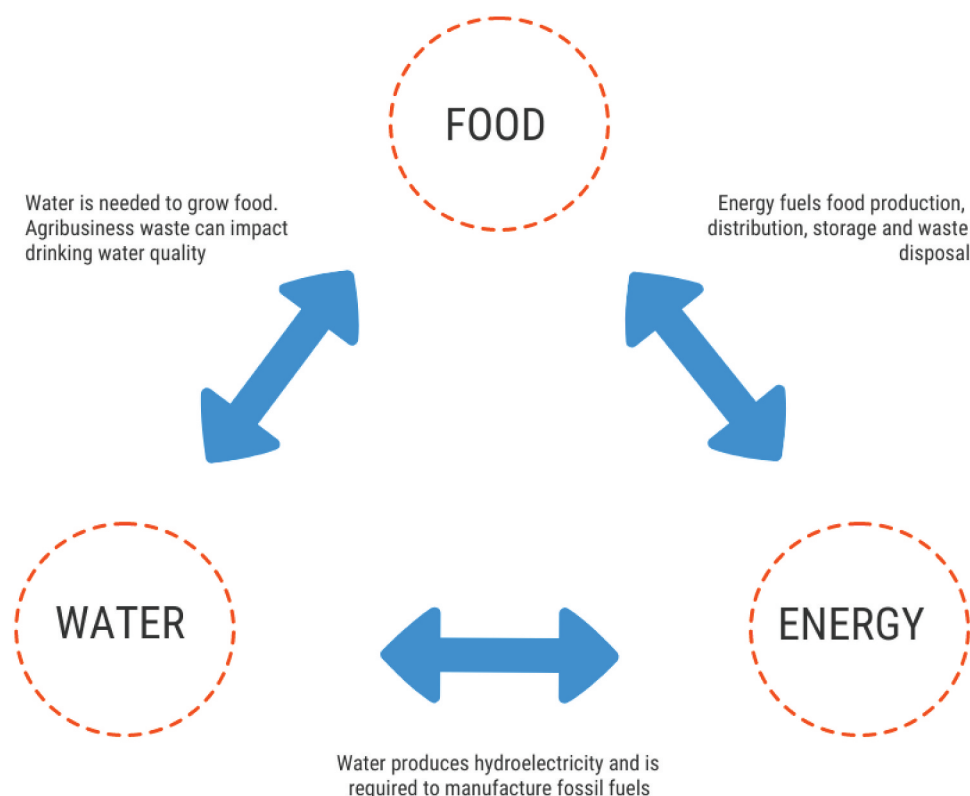 FOOD
Water is needed to grow food.
Agribusiness waste can impact
drinking water quality
Energy fuels food production,
distribution, storage and waste
disposal
WATER
ENERGY
Water produces hydroelectricity and is
required to manufacture fossil fuels